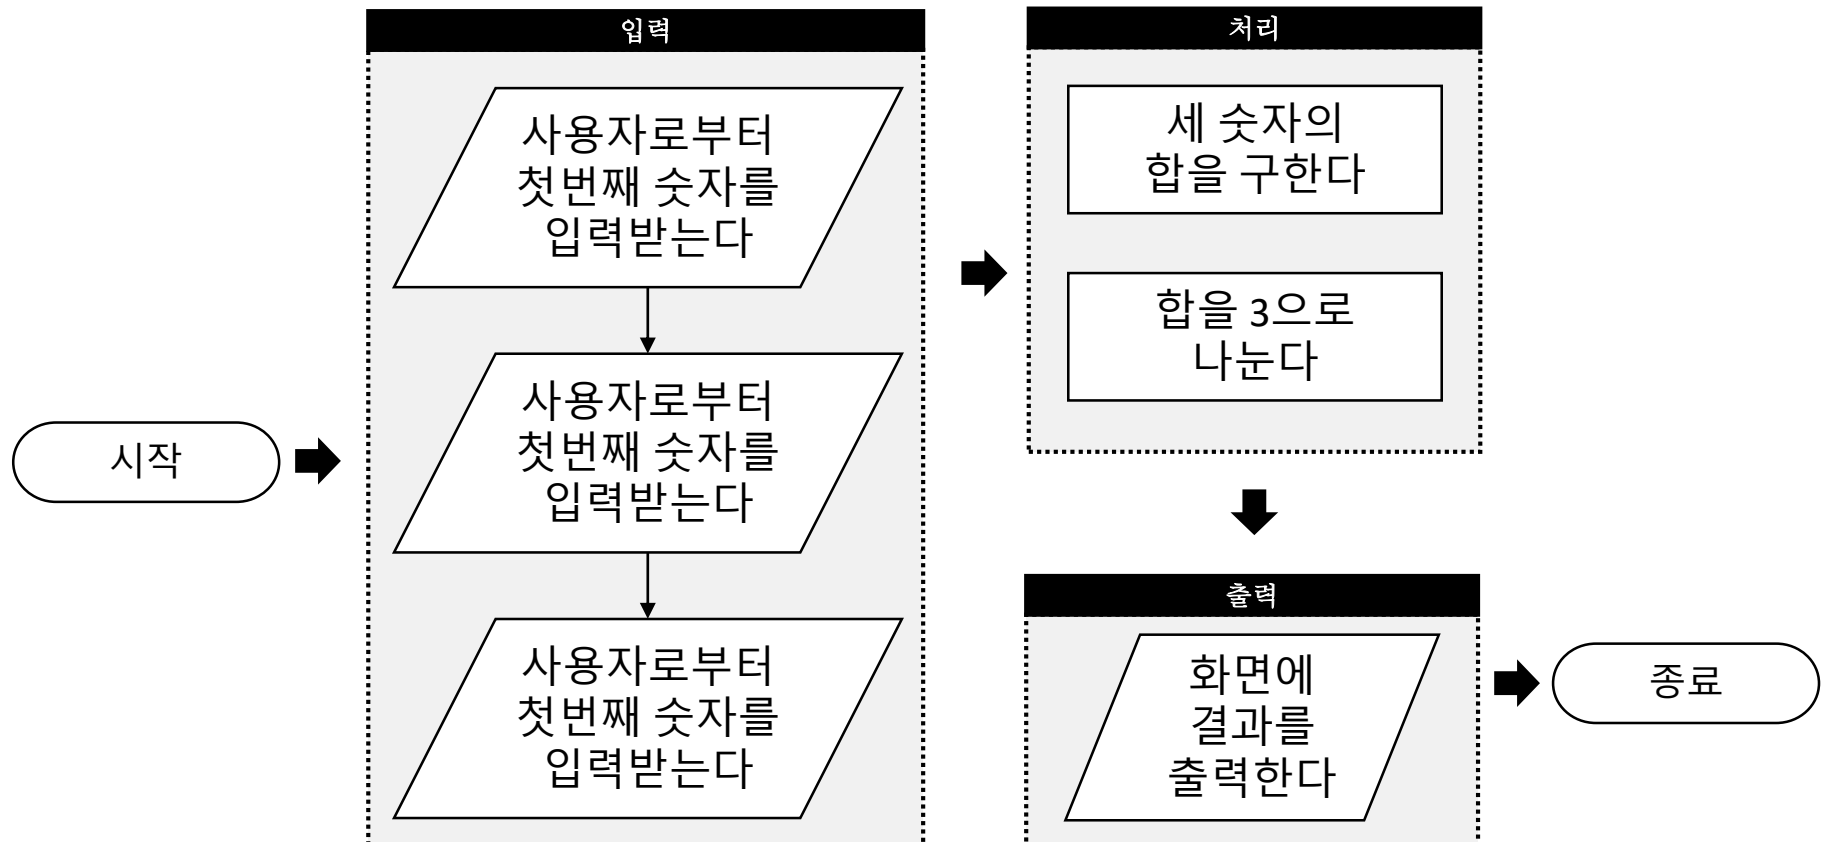 시작
입력
사용자로부터
첫번째 숫자를
입력받는다
사용자로부터
첫번째 숫자를
입력받는다
사용자로부터
첫번째 숫자를
입력받는다
처리
세 숫자의
합을 구한다
합을 3으로
나눈다
출력
화면에
결과를
출력한다
종료